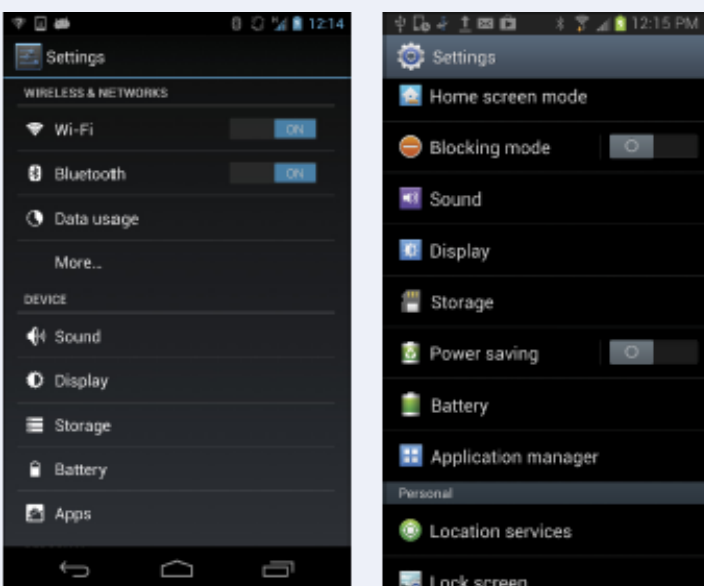 12:14
Settings
WIRELESS & NETWORKS
Wi-Fi ON
Bluetooth ON
Data usage
More...
DEVICE
Sound
Display
Storage
Battery
Apps
12:15 PM
Settings
Home screen mode
Blocking mode
Sound
Display
Storage
Power saving
Battery
Application manager
Personal
Location services
Lock screen